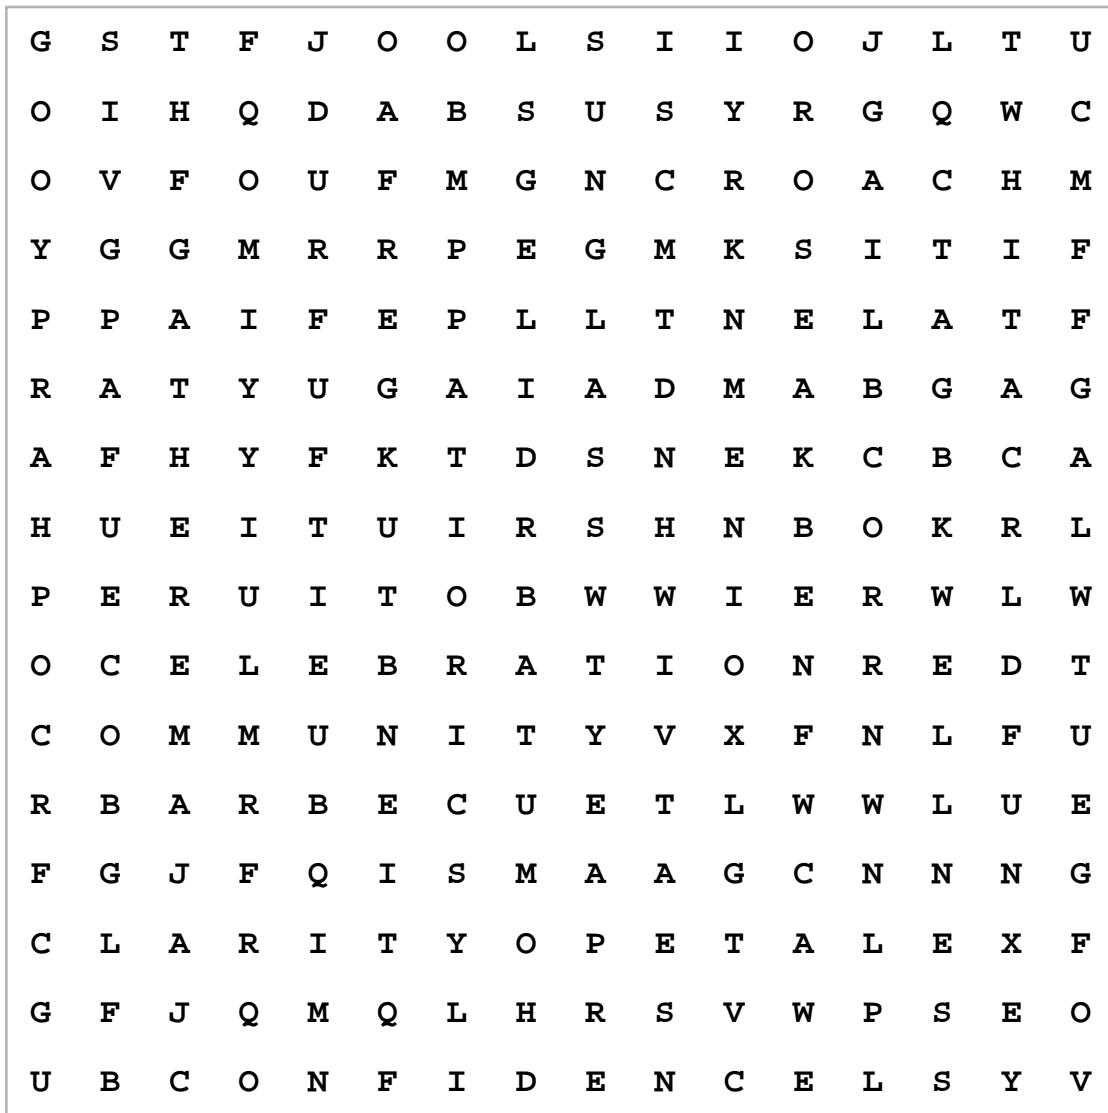 G S T F J O O L S I I O J L T U
O I H Q D A B S U S Y R G Q W C
O V F O U F M G N C R O A C H M
Y G G M R R P E G M K S I T I F
P P A I F E P L L T N E L A T F
R A T Y U G A I A D M A B G A G
A F H Y F K T D S N E K C B C A
H U E I T U I R S H N B O K R L
P E R U I T O B W W I E R W L W
O C E L E B R A T I O N R E D T
C O M M U N I T Y V X F N L F U
R B A R B E C U E T L W W L U E
F G J F Q I S M A A G C N N N G
C L A R I T Y O P E T A L E X F
G F J Q M Q L H R S V W P S E O
U B C O N F I D E N C E L S Y V